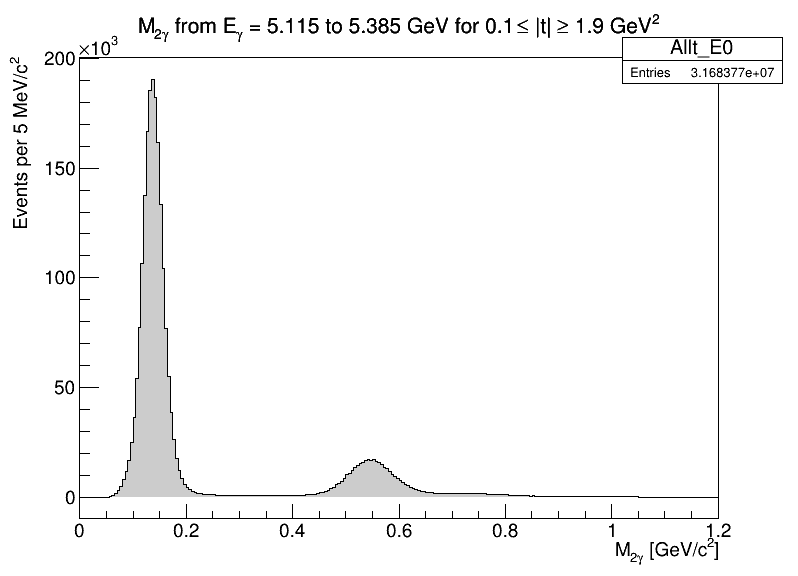 M2γ from Eγ = 5.115 to 5.385 GeV for 0.1 ≤ |t| ≥ 1.9 GeV²
×10³
Allt_E0
Entries 3.168377e+07
Events per 5 MeV/c²
200
150
100
50
0
0 0.2 0.4 0.6 0.8 1 1.2
M2γ [GeV/c²]